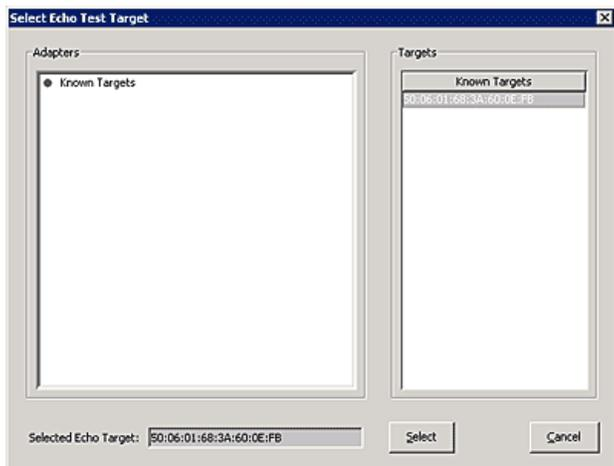 Select Echo Test Target
Adapters
Known Targets
Targets
Known Targets
50:06:01:68:3A:60:0E:FB
Selected Echo Target: 50:06:01:68:3A:60:0E:FB
Select
Cancel